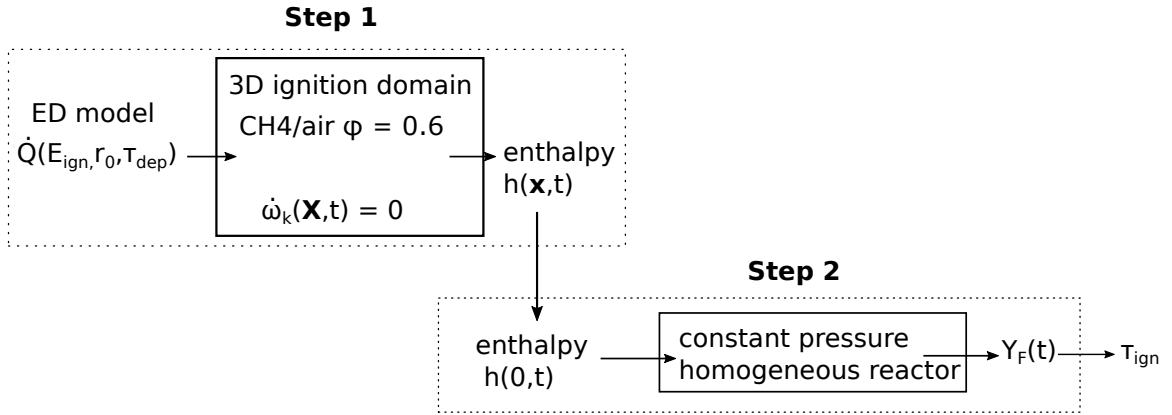 Step 1
ED model
Q̇(E_ign,r_0,τ_dep)
3D ignition domain
CH4/air φ = 0.6
ω̇_k(X,t) = 0
enthalpy
h(x,t)
Step 2
enthalpy
h(0,t)
constant pressure
homogeneous reactor
Y_F(t)
τ_ign